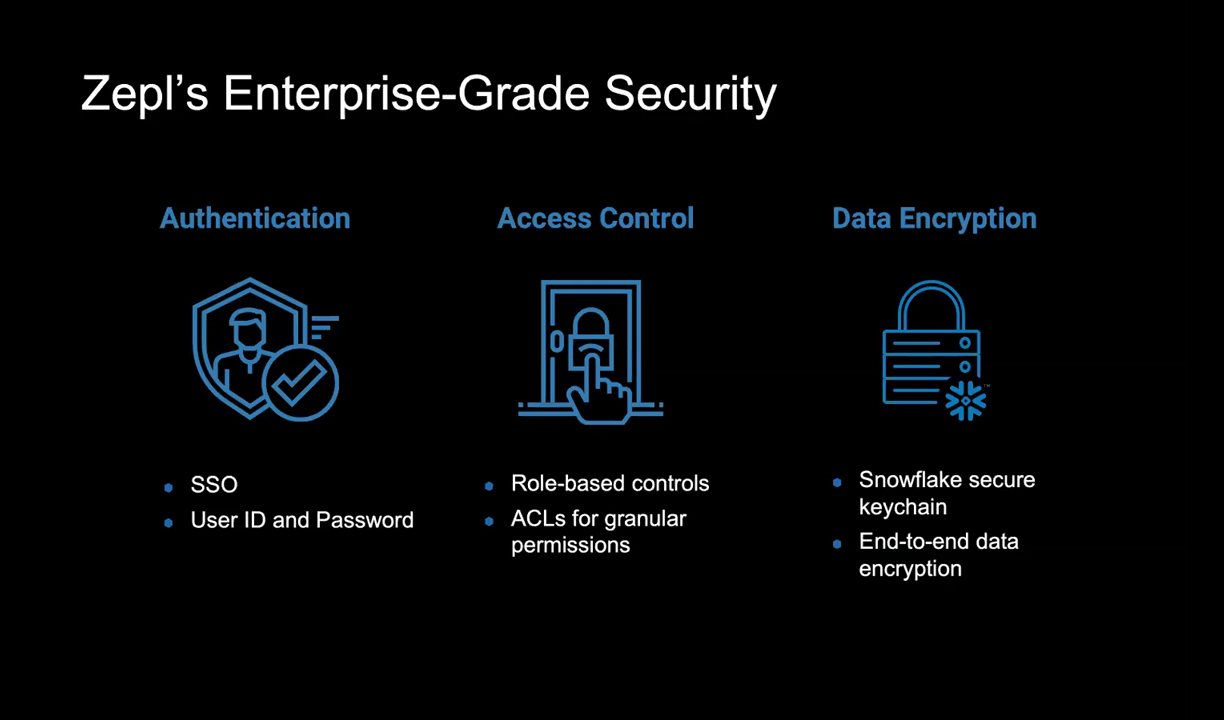 Zepl’s Enterprise-Grade Security
Authentication
Access Control
Data Encryption
SSO
User ID and Password
Role-based controls
ACLs for granular
permissions
Snowflake secure
keychain
End-to-end data
encryption